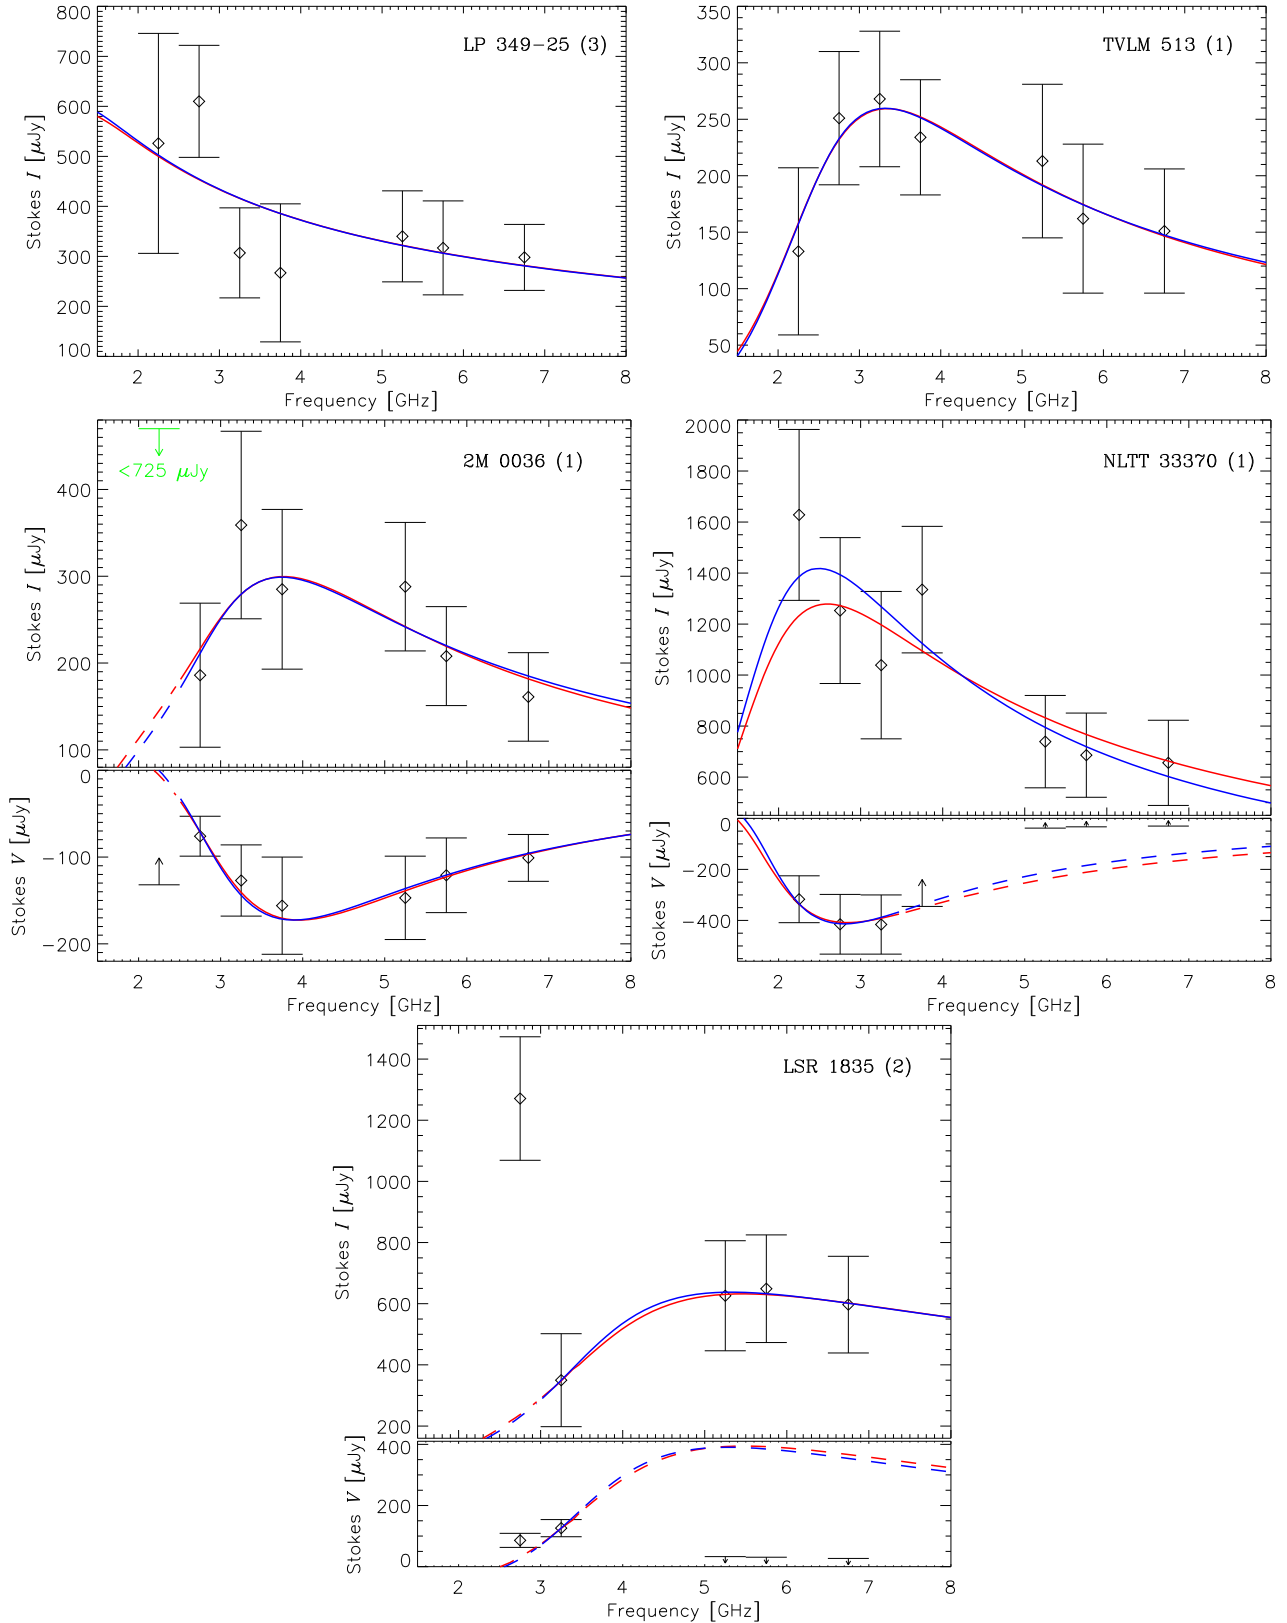 LP 349−25 (3)
Stokes I [μJy]
800
700
600
500
400
300
200
100
2 3 4 5 6 7 8
Frequency [GHz]
TVLM 513 (1)
Stokes I [μJy]
350
300
250
200
150
100
50
2 3 4 5 6 7 8
Frequency [GHz]
2M 0036 (1)
<725 μJy
Stokes I [μJy]
400
300
200
100
Stokes V [μJy]
0
−100
−200
2 3 4 5 6 7 8
Frequency [GHz]
NLTT 33370 (1)
Stokes I [μJy]
2000
1800
1600
1400
1200
1000
800
600
Stokes V [μJy]
0
−200
−400
2 3 4 5 6 7 8
Frequency [GHz]
LSR 1835 (2)
Stokes I [μJy]
1400
1200
1000
800
600
400
200
Stokes V [μJy]
400
200
0
2 3 4 5 6 7 8
Frequency [GHz]